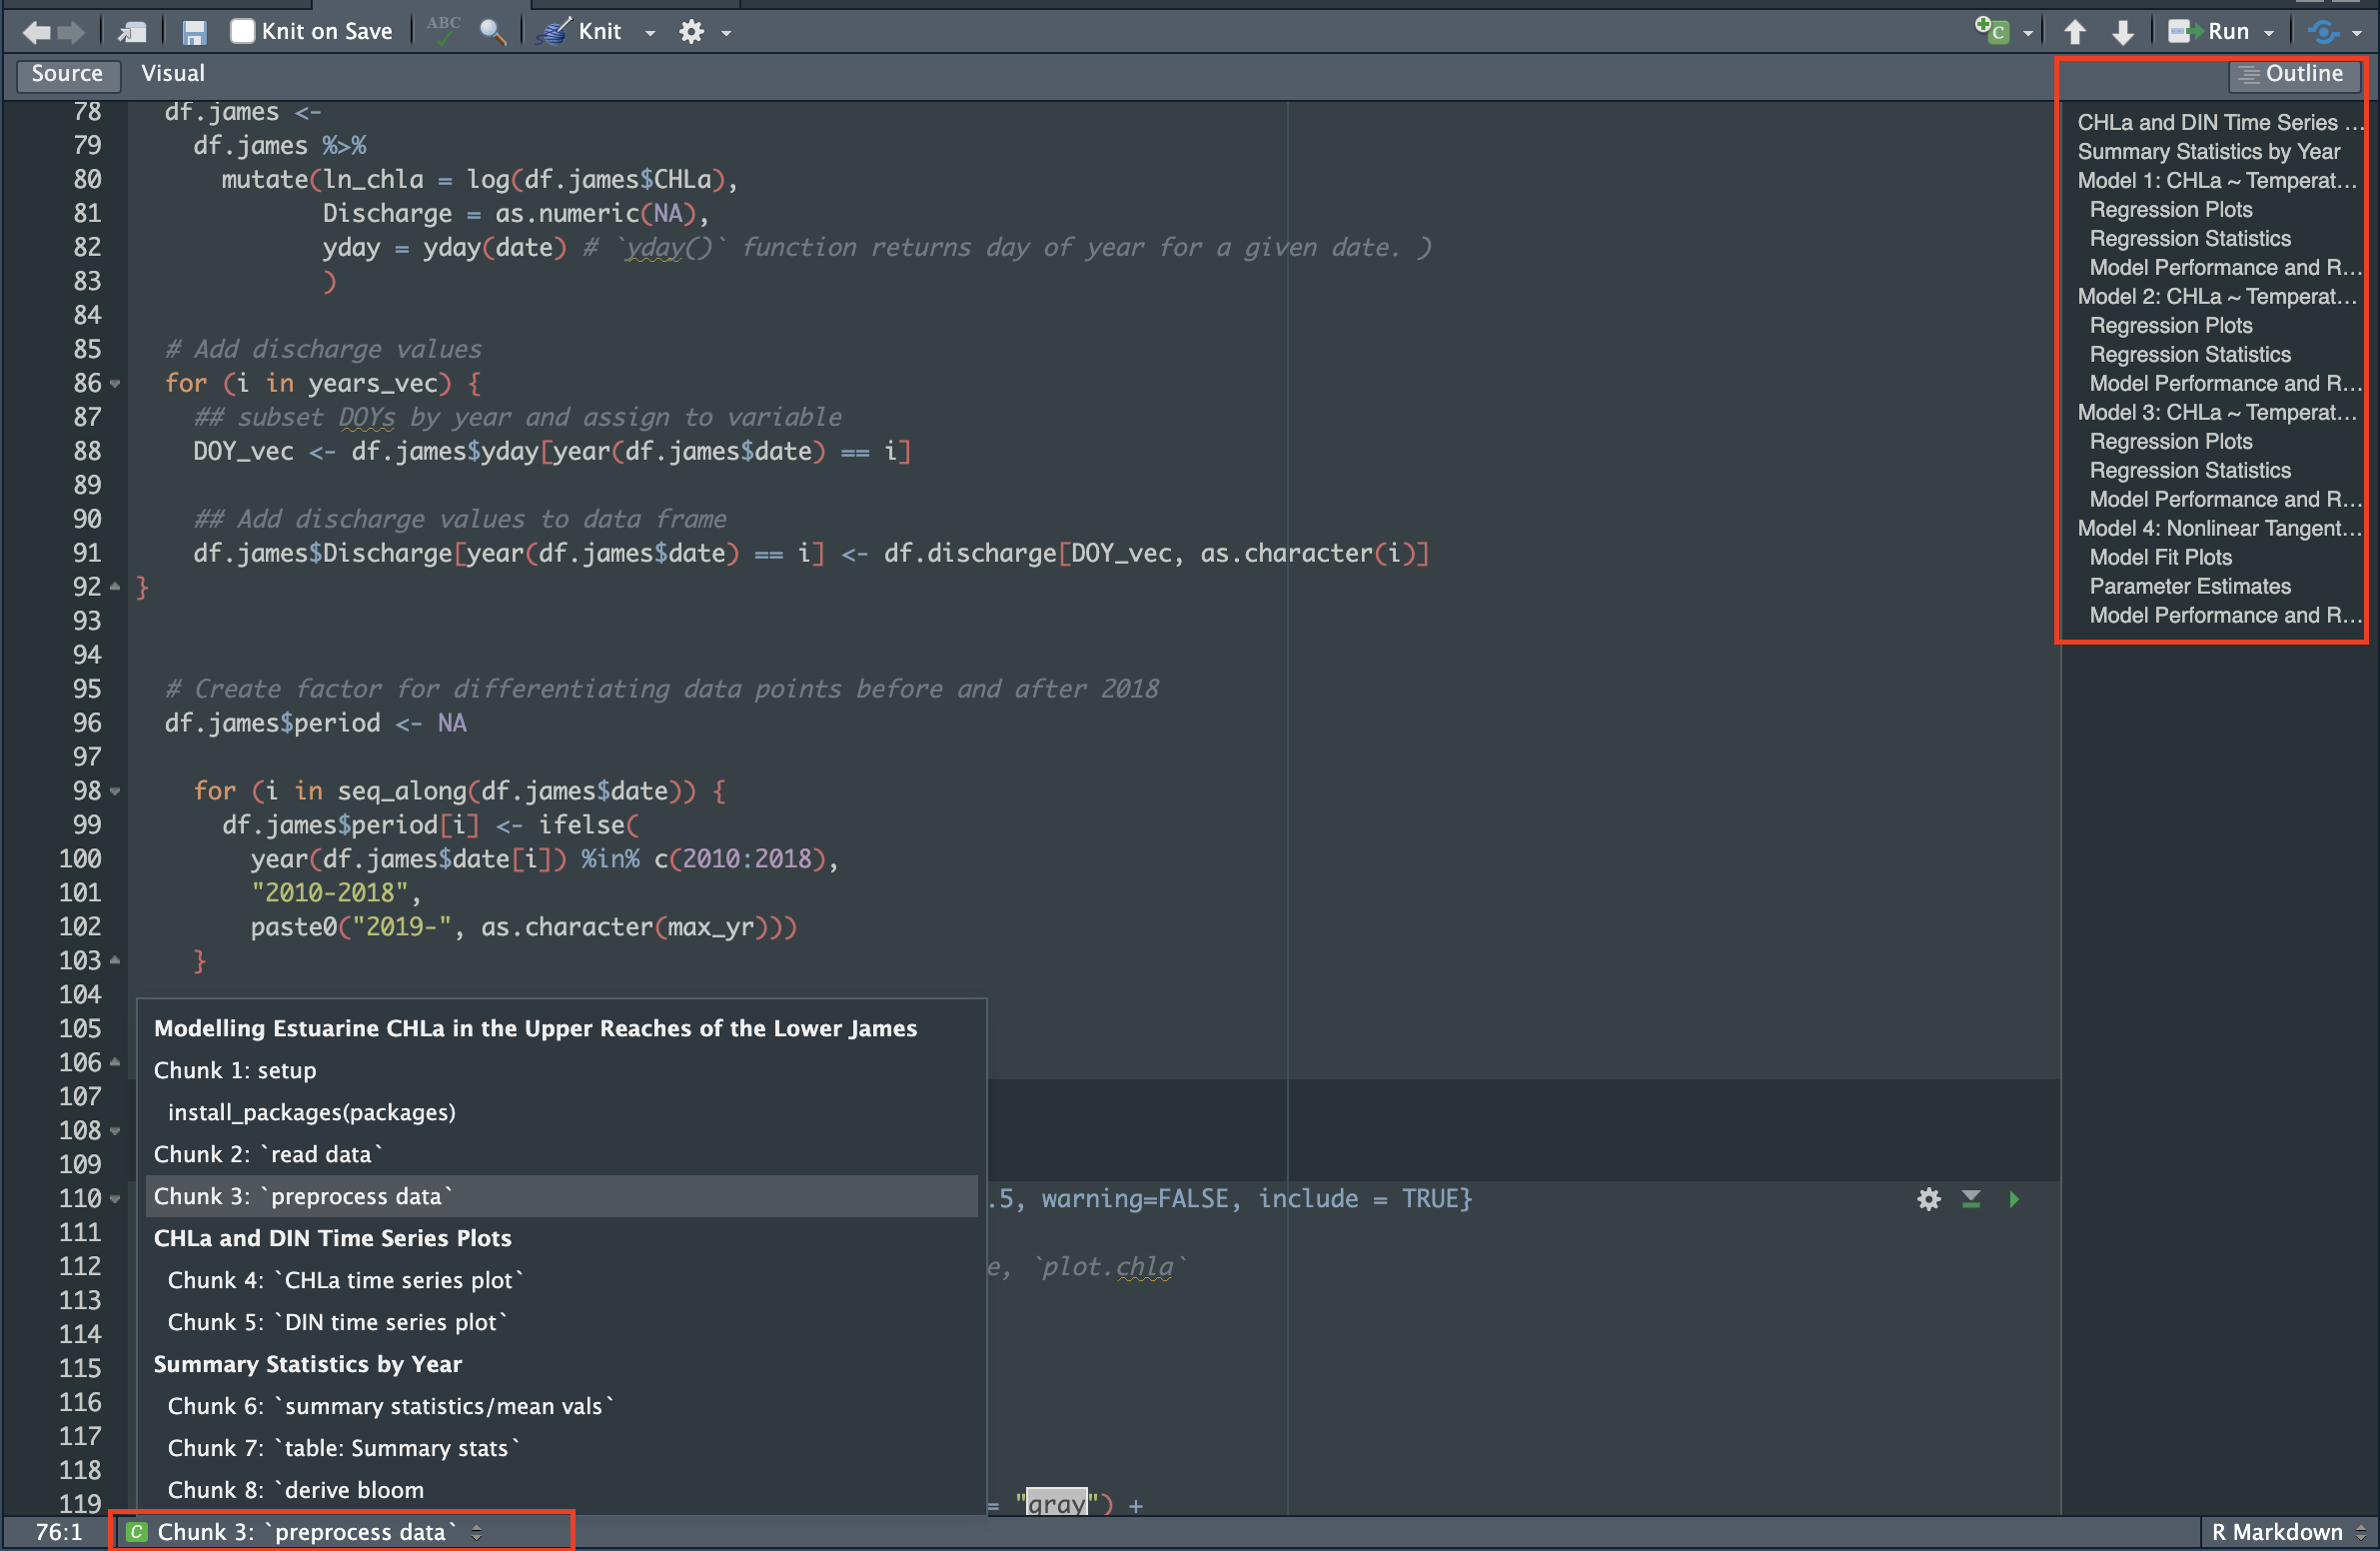 Knit on Save
ABC
Knit
C
Run
Source
Visual
Outline
78 df.james <-
79 df.james %>%
80 mutate(ln_chla = log(df.james$CHLa),
81 Discharge = as.numeric(NA),
82 yday = yday(date) # `yday()` function returns day of year for a given date. )
83 )
84
85 # Add discharge values
86 for (i in years_vec) {
87 ## subset DOYs by year and assign to variable
88 DOY_vec <- df.james$yday[year(df.james$date) == i]
89
90 ## Add discharge values to data frame
91 df.james$Discharge[year(df.james$date) == i] <- df.discharge[DOY_vec, as.character(i)]
92 }
93
94
95 # Create factor for differentiating data points before and after 2018
96 df.james$period <- NA
97
98 for (i in seq_along(df.james$date)) {
99 df.james$period[i] <- ifelse(
100 year(df.james$date[i]) %in% c(2010:2018),
101 "2010-2018",
102 paste0("2019-", as.character(max_yr)))
103 }
104
105
106
107
108
109
110 .5, warning=FALSE, include = TRUE}
111
112 e, `plot.chla`
113
114
115
116
117
118
119 = "gray") +
Modelling Estuarine CHLa in the Upper Reaches of the Lower James
Chunk 1: setup
install_packages(packages)
Chunk 2: `read data`
Chunk 3: `preprocess data`
CHLa and DIN Time Series Plots
Chunk 4: `CHLa time series plot`
Chunk 5: `DIN time series plot`
Summary Statistics by Year
Chunk 6: `summary statistics/mean vals`
Chunk 7: `table: Summary stats`
Chunk 8: `derive bloom
CHLa and DIN Time Series ...
Summary Statistics by Year
Model 1: CHLa ~ Temperat...
Regression Plots
Regression Statistics
Model Performance and R...
Model 2: CHLa ~ Temperat...
Regression Plots
Regression Statistics
Model Performance and R...
Model 3: CHLa ~ Temperat...
Regression Plots
Regression Statistics
Model Performance and R...
Model 4: Nonlinear Tangent...
Model Fit Plots
Parameter Estimates
Model Performance and R...
76:1
C Chunk 3: `preprocess data`
R Markdown